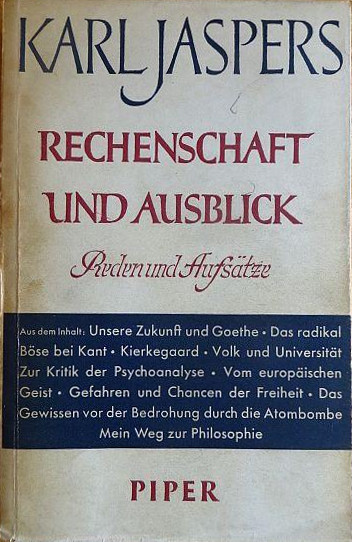 KARL JASPERS
RECHENSCHAFT
UND AUSBLICK
Reden und Aufsätze
Aus dem Inhalt: Unsere Zukunft und Goethe • Das radikal
Böse bei Kant • Kierkegaard • Volk und Universität
Zur Kritik der Psychoanalyse • Vom europäischen
Geist • Gefahren und Chancen der Freiheit • Das
Gewissen vor der Bedrohung durch die Atombombe
Mein Weg zur Philosophie
PIPER